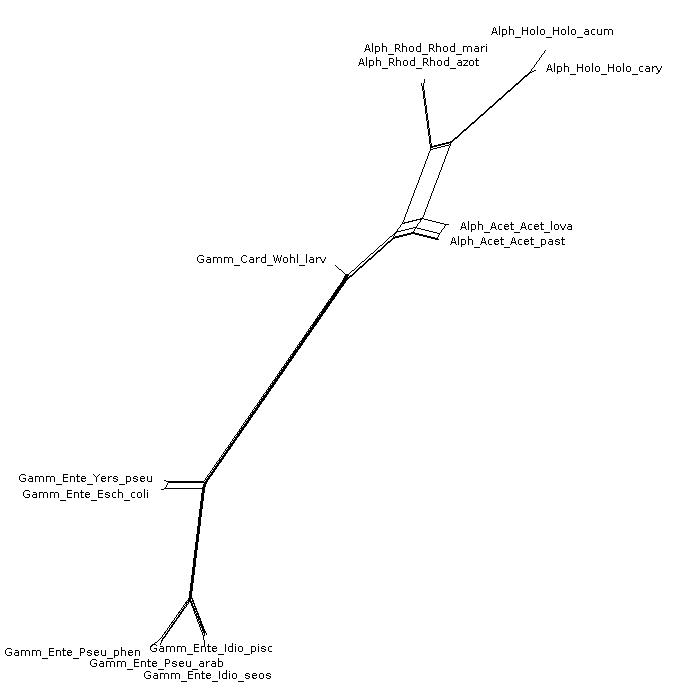 Alph_Holo_Holo_acum
Alph_Rhod_Rhod_mari
Alph_Rhod_Rhod_azot
Alph_Holo_Holo_cary
Alph_Acet_Acet_lova
Alph_Acet_Acet_past
Gamm_Card_Wohl_larv
Gamm_Ente_Yers_pseu
Gamm_Ente_Esch_coli
Gamm_Ente_Idio_pisc
Gamm_Ente_Pseu_phen
Gamm_Ente_Pseu_arab
Gamm_Ente_Idio_seos